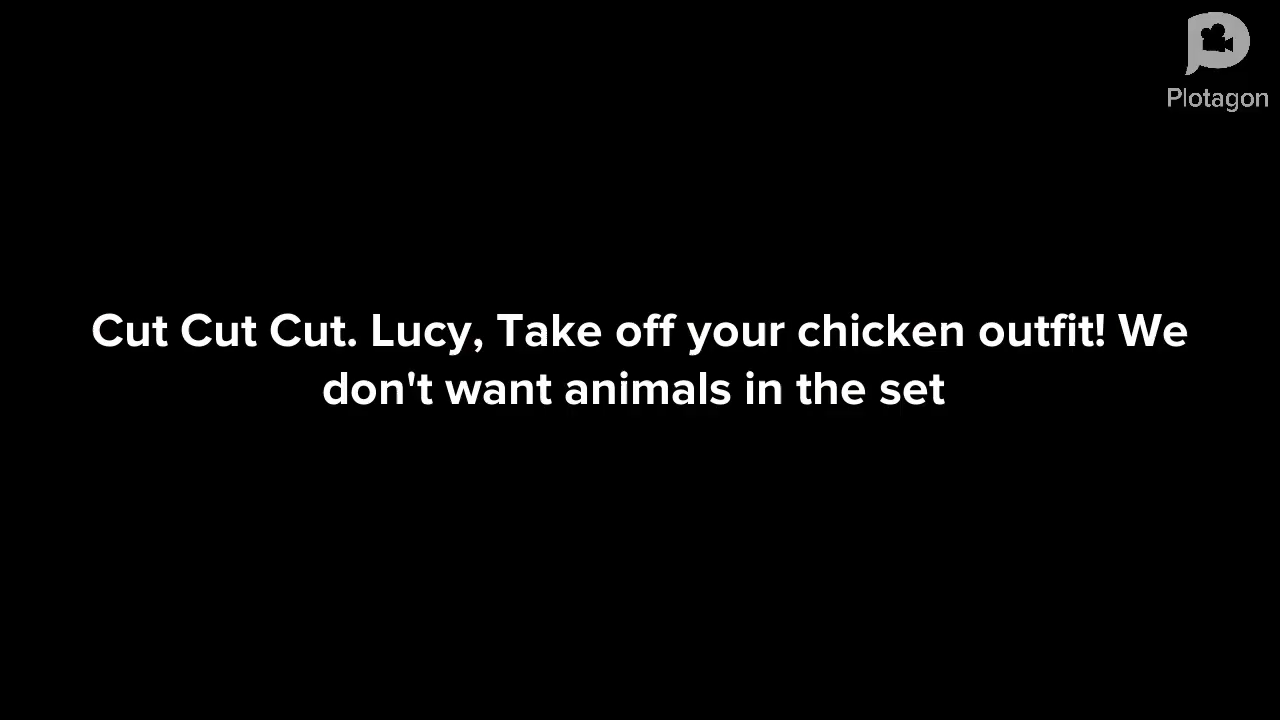 Plotagon
Cut Cut Cut. Lucy, Take off your chicken outfit! We
don't want animals in the set